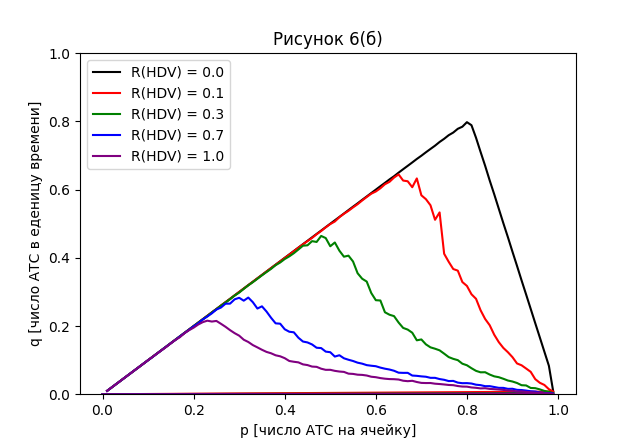 Рисунок 6(б)
q [число АТС в еденицу времени]
1.0
0.8
0.6
0.4
0.2
0.0
R(HDV) = 0.0
R(HDV) = 0.1
R(HDV) = 0.3
R(HDV) = 0.7
R(HDV) = 1.0
0.0 0.2 0.4 0.6 0.8 1.0
p [число АТС на ячейку]